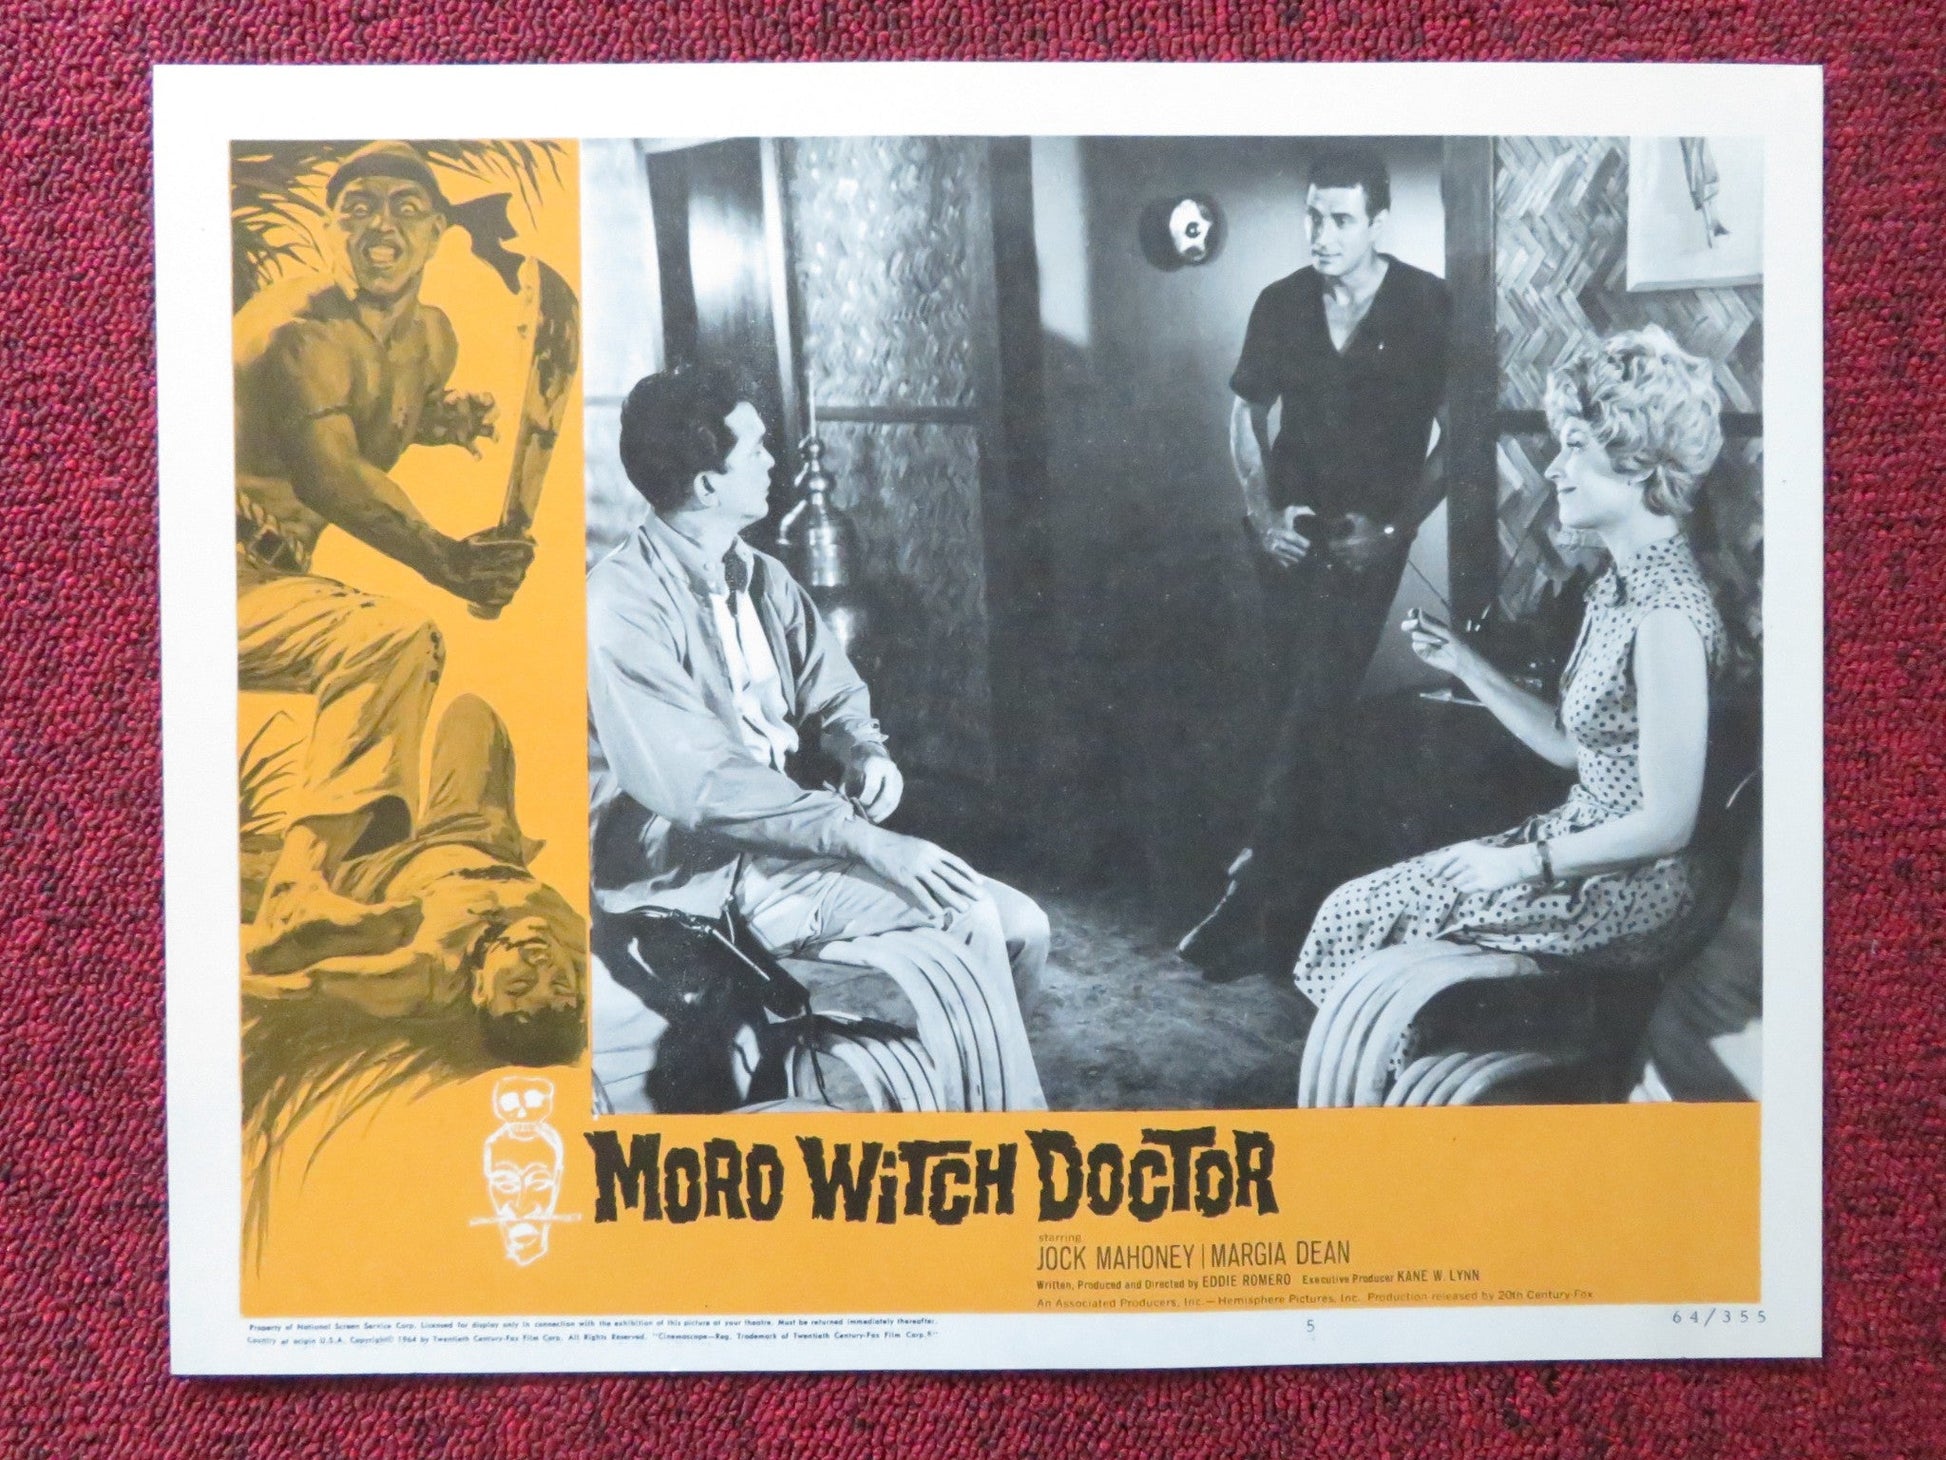 MORO WITCH DOCTOR
starring
JOCK MAHONEY | MARGIA DEAN
Written, Produced and Directed by EDDIE ROMERO Executive Producer KANE W. LYNN
An Associated Producers, Inc.—Hemisphere Pictures, Inc. Production released by 20th Century-Fox
Property of National Screen Service Corp. Licensed for display only in connection with the exhibition of this picture at your theatre. Must be returned immediately thereafter.
Country of origin U.S.A. Copyright© 1964 by Twentieth Century-Fox Film Corp. All Rights Reserved. "Cinemascope—Reg. Trademark of Twentieth Century-Fox Film Corp."
5
64/355